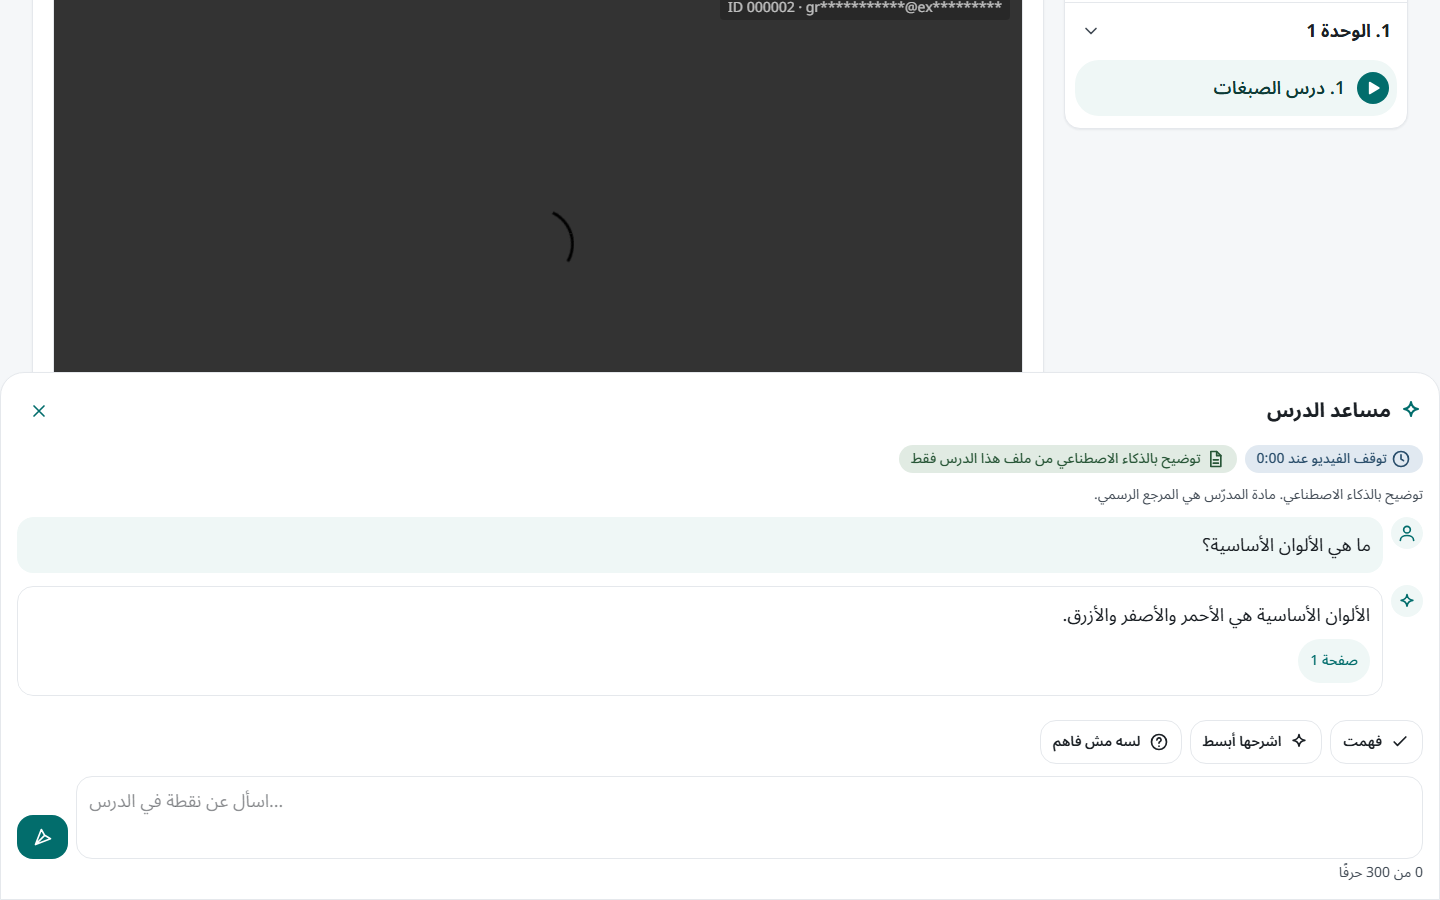 ID 000002 · gr***********@ex*********
1. الوحدة 1
1. درس الصبغات
مساعد الدرس
توقف الفيديو عند 0:00
توضيح بالذكاء الاصطناعي من ملف هذا الدرس فقط
توضيح بالذكاء الاصطناعي. مادة المدرّس هي المرجع الرسمي.
ما هي الألوان الأساسية؟
الألوان الأساسية هي الأحمر والأصفر والأزرق.
صفحة 1
فهمت
اشرحها أبسط
لسه مش فاهم
اسأل عن نقطة في الدرس...
0 من 300 حرفًا